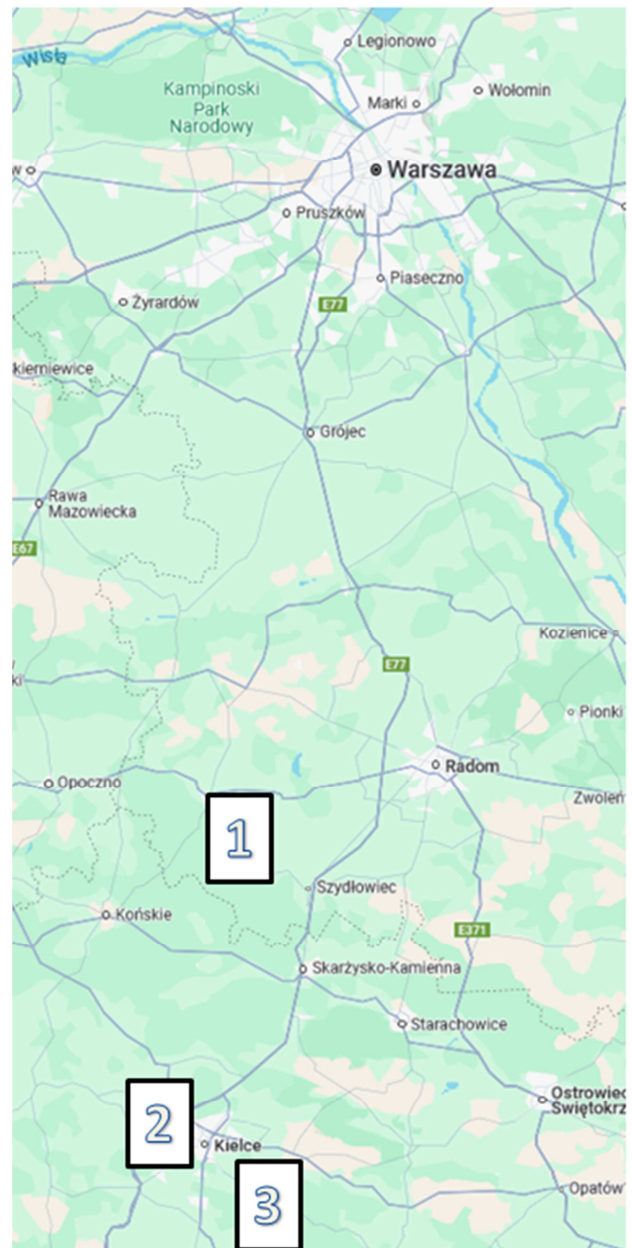 Legionowo
Wisła
Kampinoski
Park
Narodowy
Wołomin
Marki
w
Warszawa
Pruszków
Piaseczno
Żyrardów
E77
kierniewice
Grójec
Rawa
Mazowiecka
E67
Kozienice
E77
ki
Pionki
Radom
Opoczno
Zwoleń
1
Szydłowiec
Końskie
E371
Skarżysko-Kamienna
Starachowice
Ostrowiec
Świętokrz
2
Kielce
Opatów
3